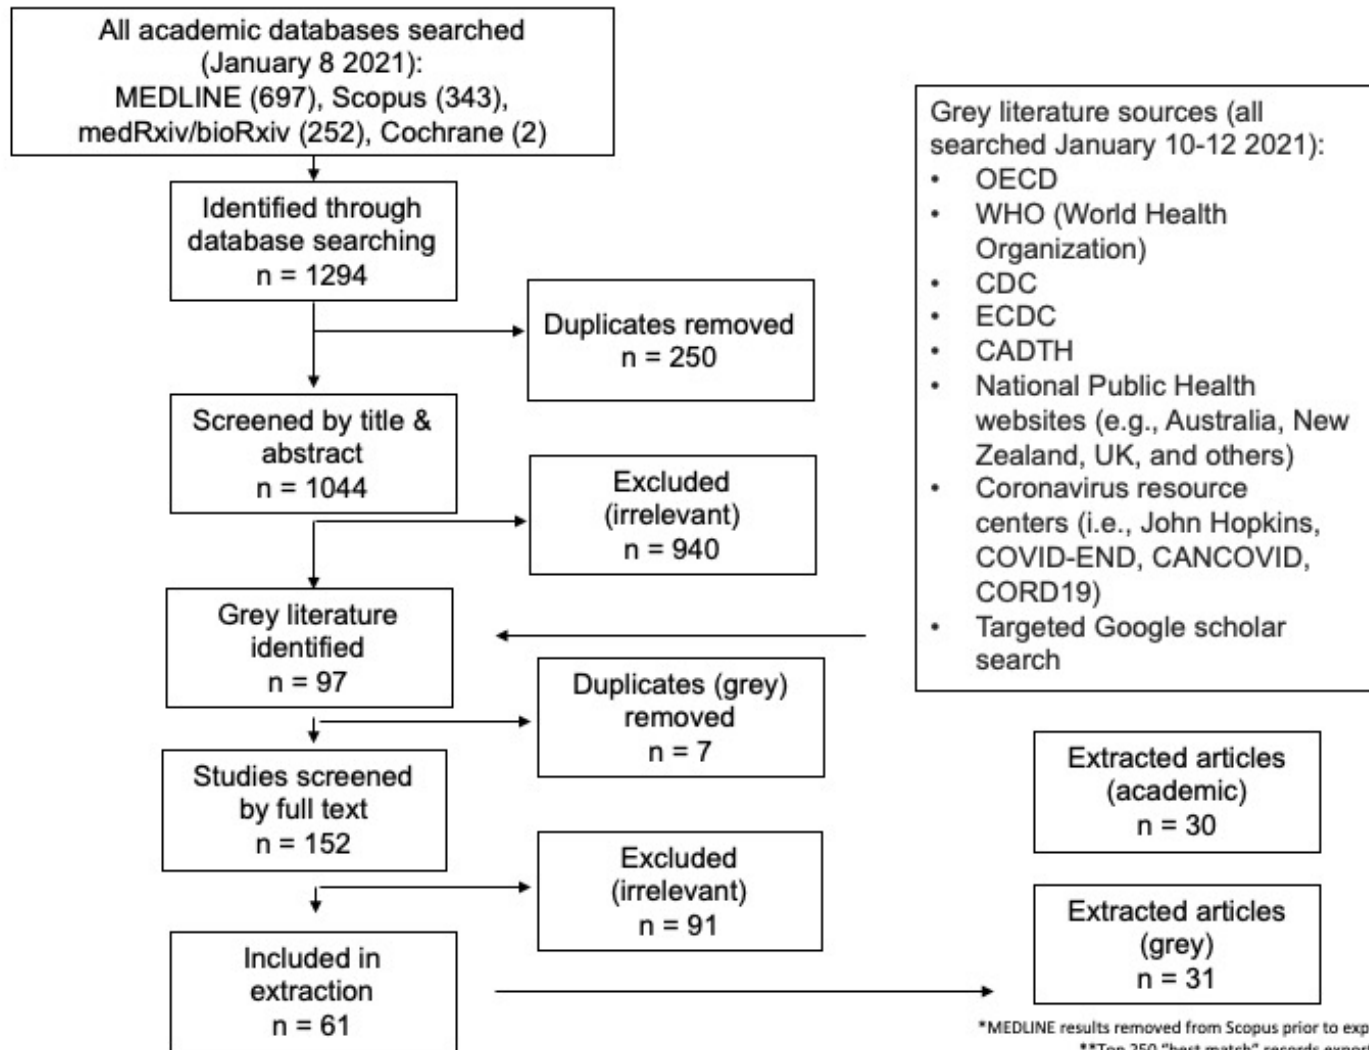 All academic databases searched
(January 8 2021):
MEDLINE (697), Scopus (343),
medRxiv/bioRxiv (252), Cochrane (2)
Identified through
database searching
n = 1294
Duplicates removed
n = 250
Screened by title &
abstract
n = 1044
Excluded
(irrelevant)
n = 940
Grey literature
identified
n = 97
Duplicates (grey)
removed
n = 7
Studies screened
by full text
n = 152
Excluded
(irrelevant)
n = 91
Included in
extraction
n = 61
Grey literature sources (all
searched January 10-12 2021):
• OECD
• WHO (World Health
Organization)
• CDC
• ECDC
• CADTH
• National Public Health
websites (e.g., Australia, New
Zealand, UK, and others)
• Coronavirus resource
centers (i.e., John Hopkins,
COVID-END, CANCOVID,
CORD19)
• Targeted Google scholar
search
Extracted articles
(academic)
n = 30
Extracted articles
(grey)
n = 31
*MEDLINE results removed from Scopus prior to exp
**Top 250 "best match" records